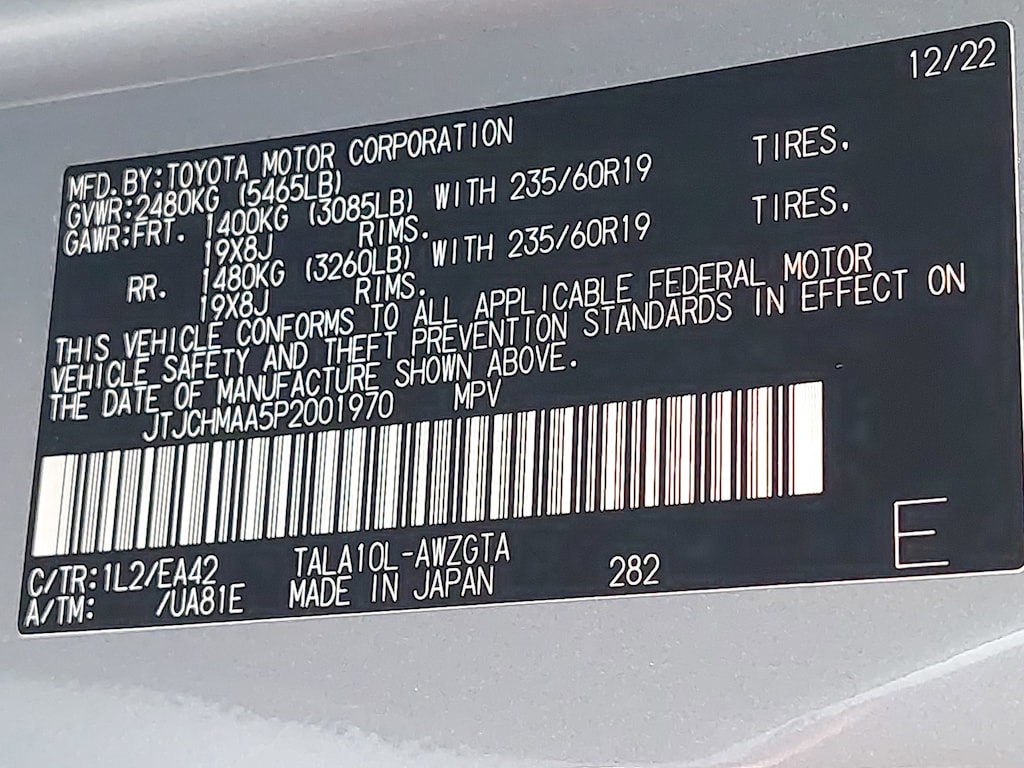 12/22
MFD. BY: TOYOTA MOTOR CORPORATION
GVWR: 2480KG (5465LB)
GAWR: FRT. 1400KG (3085LB) WITH 235/60R19 TIRES.
19X8J RIMS.
RR. 1480KG (3260LB) WITH 235/60R19 TIRES.
19X8J RIMS.
THIS VEHICLE CONFORMS TO ALL APPLICABLE FEDERAL MOTOR
VEHICLE SAFETY AND THEFT PREVENTION STANDARDS IN EFFECT ON
THE DATE OF MANUFACTURE SHOWN ABOVE.
JTJCHMAA5P2001970 MPV
C/TR: 1L2/EA42 TALA10L-AWZGTA
A/TM: /UA81E MADE IN JAPAN 282
E